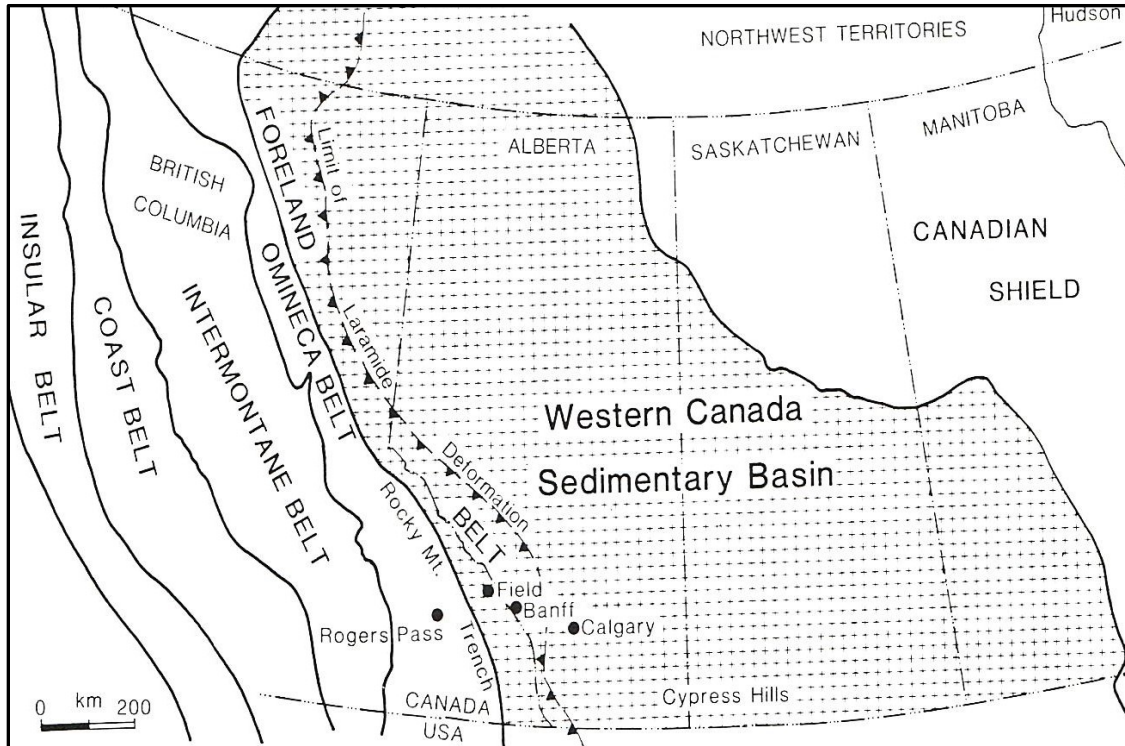 Hudson
NORTHWEST TERRITORIES
MANITOBA
ALBERTA
SASKATCHEWAN
BRITISH
COLUMBIA
FORELAND
Limit of
CANADIAN
SHIELD
INSULAR BELT
COAST BELT
INTERMONTANE BELT
OMINECA BELT
Laramide
Western Canada
Sedimentary Basin
Deformation
BELT
Rocky Mt.
Trench
Field
Banff
Calgary
Rogers Pass
Cypress Hills
CANADA
USA
0 km 200